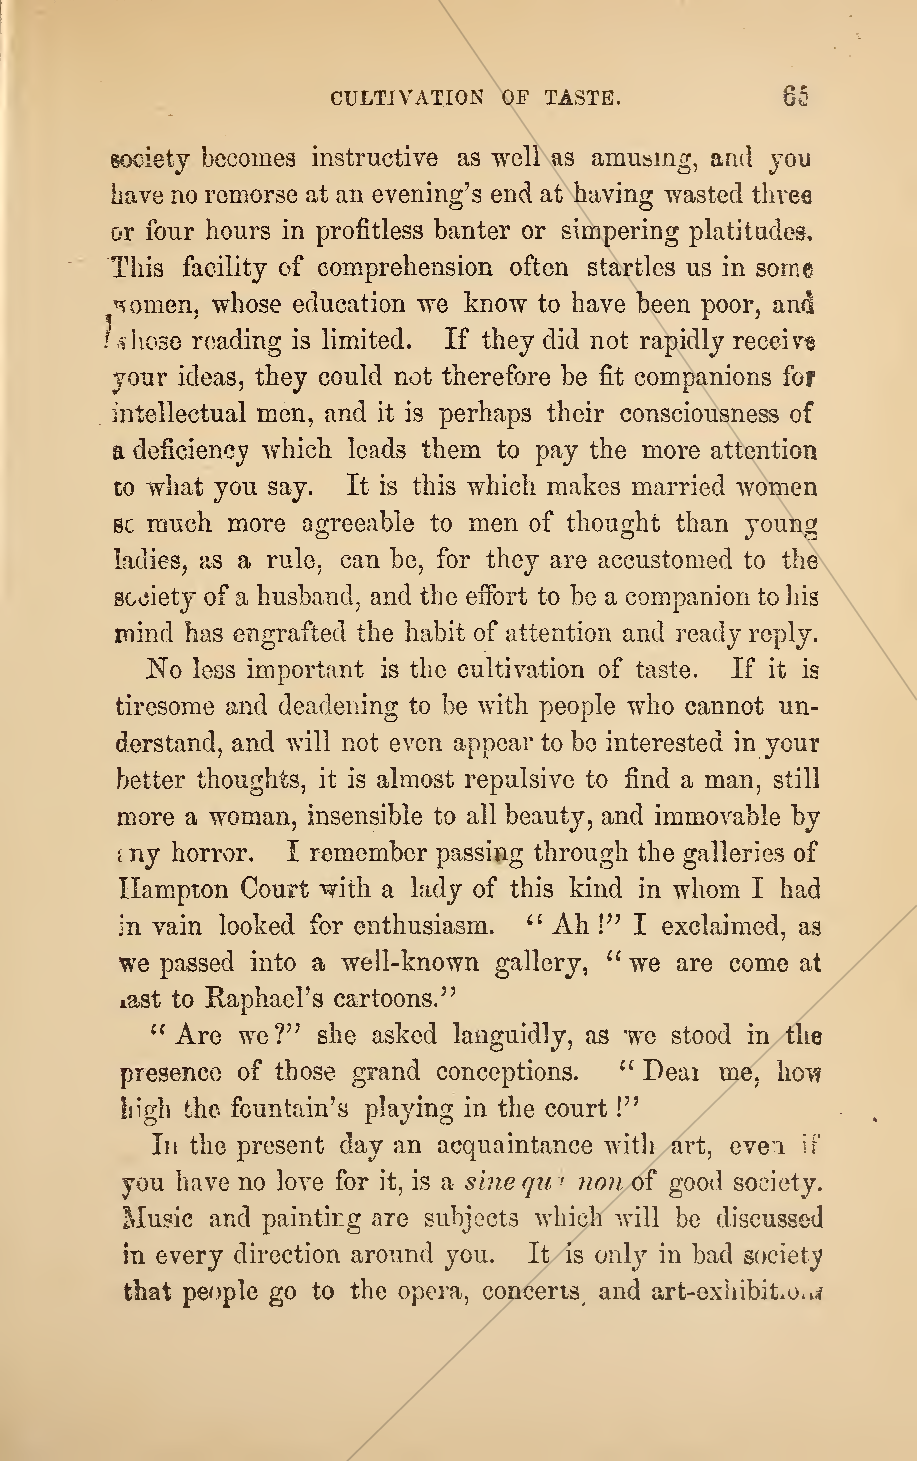 CULTIVATION OF TASTE. 65
society becomes instructive as well as amusing, and you
have no remorse at an evening's end at having wasted three
or four hours in profitless banter or simpering platitudes.
This facility of comprehension often startles us in some
women, whose education we know to have been poor, and
whose reading is limited. If they did not rapidly receive
your ideas, they could not therefore be fit companions for
intellectual men, and it is perhaps their consciousness of
a deficiency which leads them to pay the more attention
to what you say. It is this which makes married women
so much more agreeable to men of thought than young
ladies, as a rule, can be, for they are accustomed to the
society of a husband, and the effort to be a companion to his
mind has engrafted the habit of attention and ready reply.
No less important is the cultivation of taste. If it is
tiresome and deadening to be with people who cannot un-
derstand, and will not even appear to be interested in your
better thoughts, it is almost repulsive to find a man, still
more a woman, insensible to all beauty, and immovable by
any horror. I remember passing through the galleries of
Hampton Court with a lady of this kind in whom I had
in vain looked for enthusiasm. "Ah!" I exclaimed, as
we passed into a well-known gallery, "we are come at
last to Raphael's cartoons."
"Are we?" she asked languidly, as we stood in the
presence of those grand conceptions. "Dear me, how
high the fountain's playing in the court!"
In the present day an acquaintance with art, even if
you have no love for it, is a sine qua non of good society.
Music and painting are subjects which will be discussed
in every direction around you. It is only in bad society
that people go to the opera, concerts, and art-exhibitions